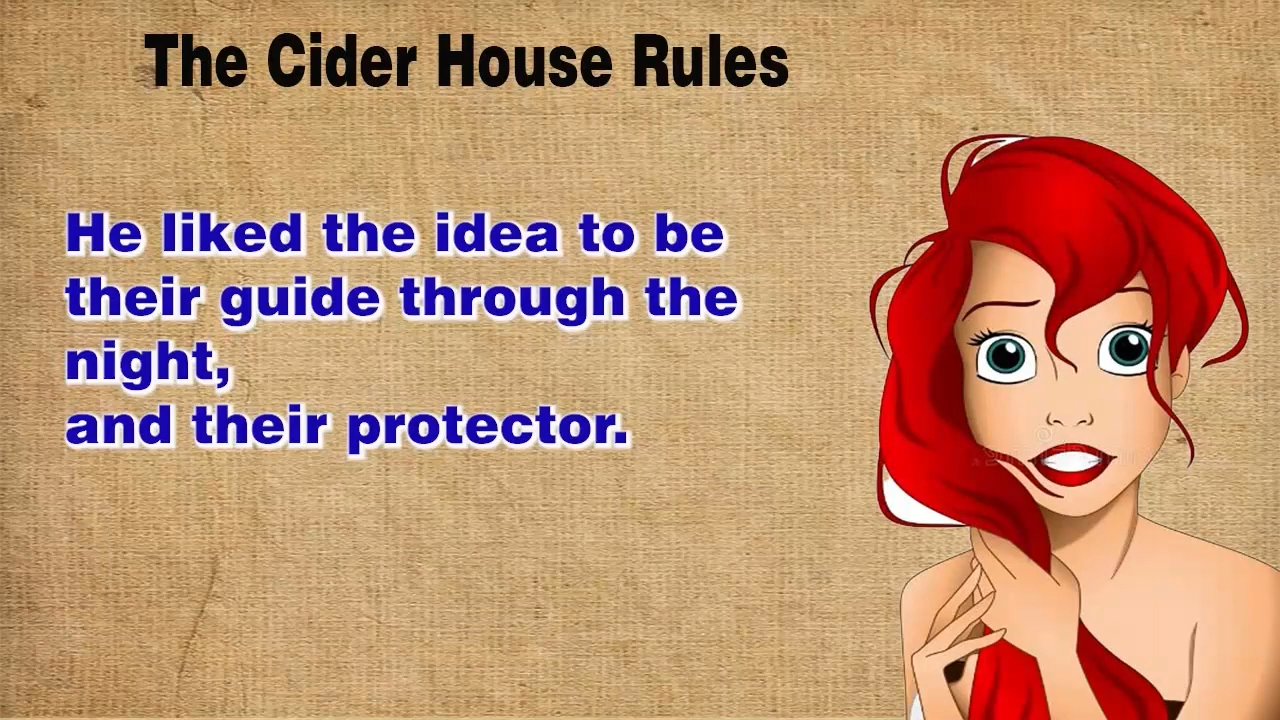 The Cider House Rules
He liked the idea to be
their guide through the
night,
and their protector.